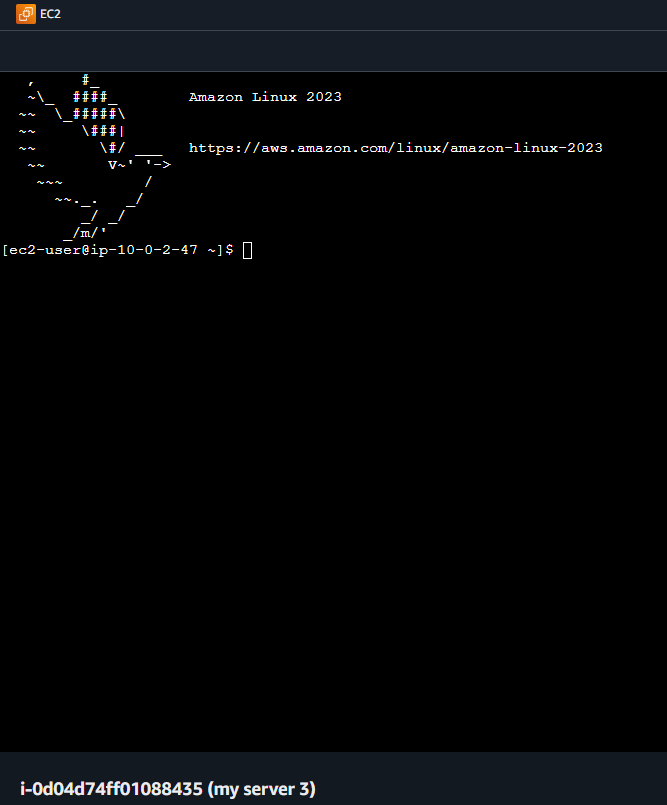 EC2
   ,     #_
   ~\_  ####_        Amazon Linux 2023
  ~~  \_#####\
  ~~     \###|
  ~~       \#/ ___   https://aws.amazon.com/linux/amazon-linux-2023
   ~~       V~' '->
    ~~~         /
      ~~._.   _/
         _/ _/
       _/m/'
[ec2-user@ip-10-0-2-47 ~]$
i-0d04d74ff01088435 (my server 3)